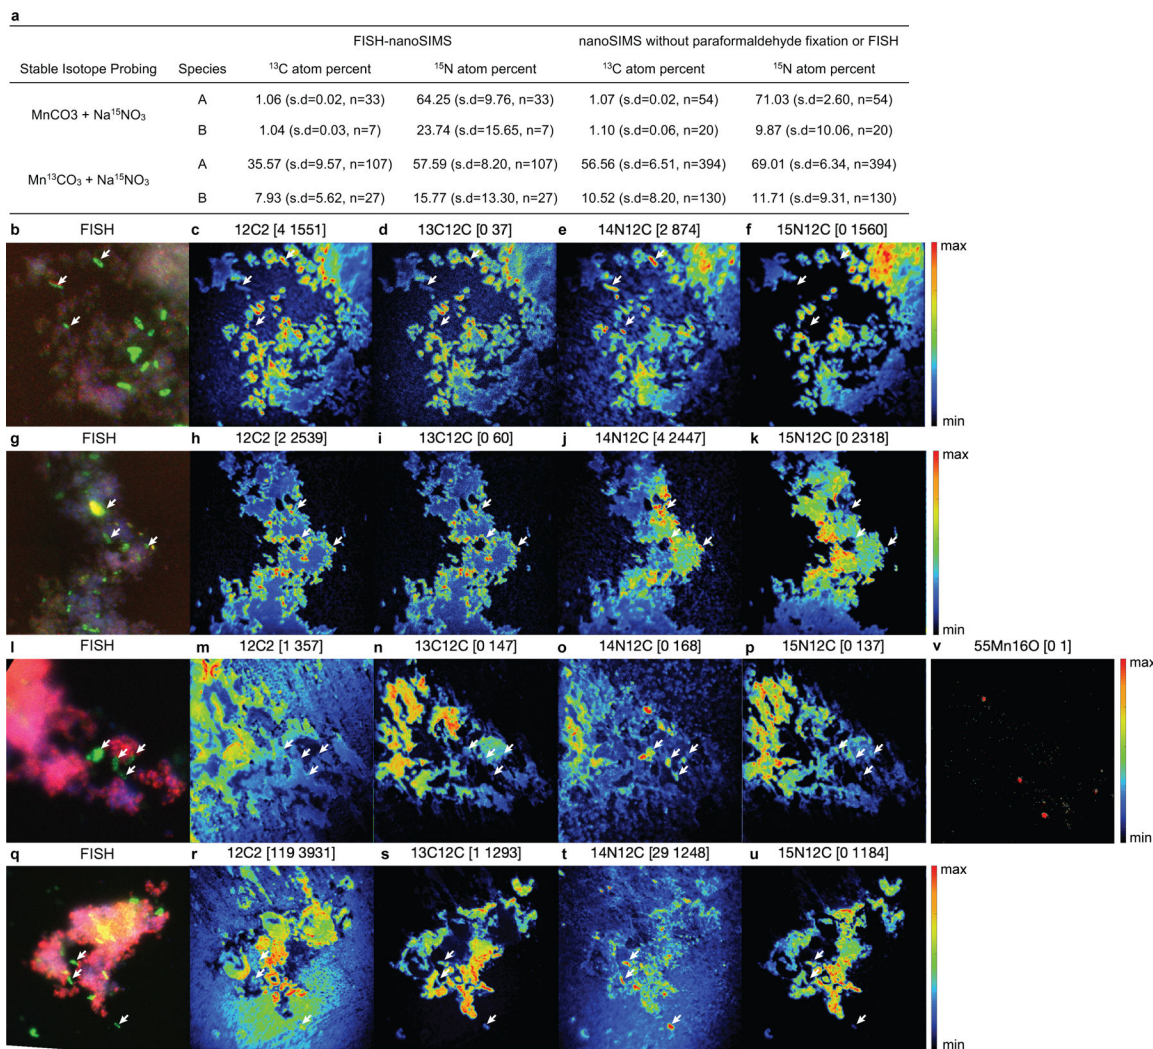 a
FISH-nanoSIMS nanoSIMS without paraformaldehyde fixation or FISH
Stable Isotope Probing Species 13C atom percent 15N atom percent 13C atom percent 15N atom percent
MnCO3 + Na15NO3
A 1.06 (s.d=0.02, n=33) 64.25 (s.d=9.76, n=33) 1.07 (s.d=0.02, n=54) 71.03 (s.d=2.60, n=54)
B 1.04 (s.d=0.03, n=7) 23.74 (s.d=15.65, n=7) 1.10 (s.d=0.06, n=20) 9.87 (s.d=10.06, n=20)
Mn13CO3 + Na15NO3
A 35.57 (s.d=9.57, n=107) 57.59 (s.d=8.20, n=107) 56.56 (s.d=6.51, n=394) 69.01 (s.d=6.34, n=394)
B 7.93 (s.d=5.62, n=27) 15.77 (s.d=13.30, n=27) 10.52 (s.d=8.20, n=130) 11.71 (s.d=9.31, n=130)
b FISH c 12C2 [4 1551] d 13C12C [0 37] e 14N12C [2 874] f 15N12C [0 1560]
max
min
g FISH h 12C2 [2 2539] i 13C12C [0 60] j 14N12C [4 2447] k 15N12C [0 2318]
max
min
l FISH m 12C2 [1 357] n 13C12C [0 147] o 14N12C [0 168] p 15N12C [0 137] v 55Mn16O [0 1]
max
min
q FISH r 12C2 [119 3931] s 13C12C [1 1293] t 14N12C [29 1248] u 15N12C [0 1184]
max
min